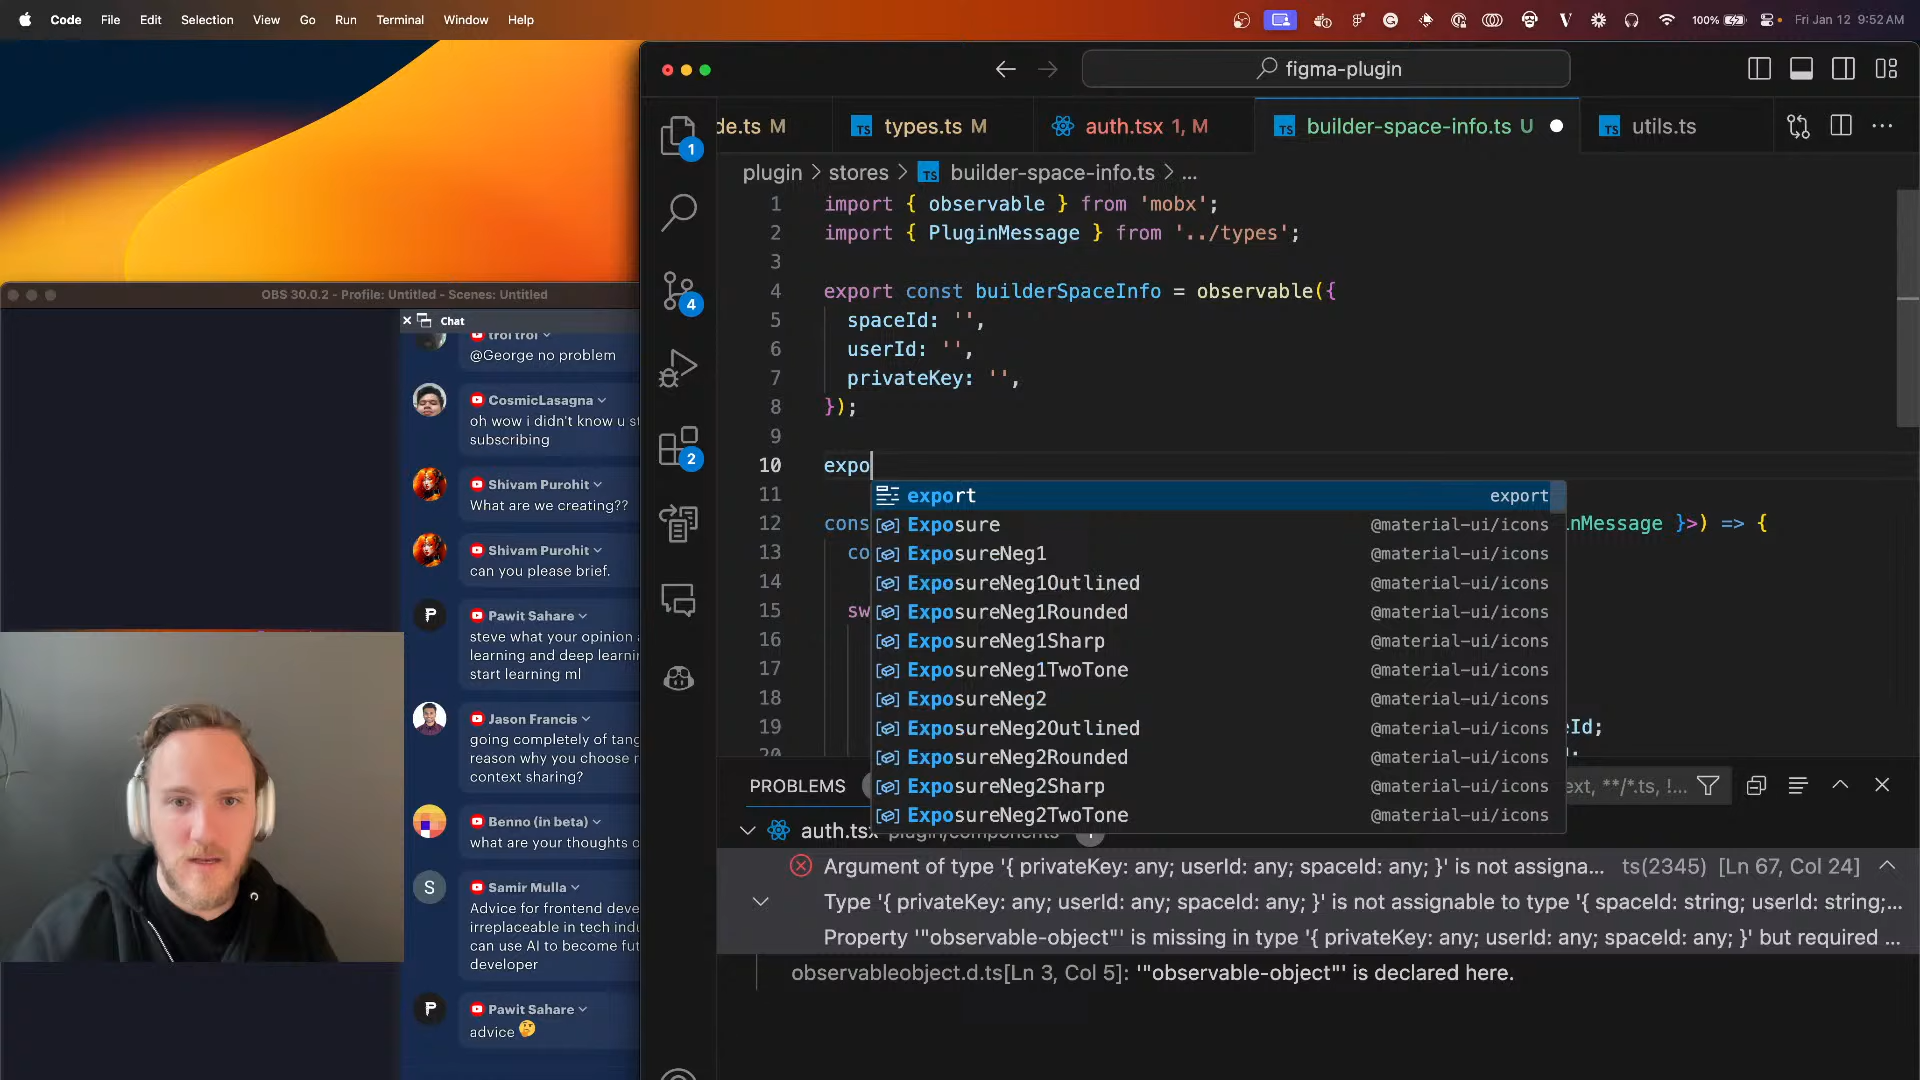 Code File Edit Selection View Go Run Terminal Window Help
100% Fri Jan 12 9:52 AM
figma-plugin
de.ts M types.ts M auth.tsx 1, M builder-space-info.ts U utils.ts
plugin > stores > builder-space-info.ts > ...
1 import { observable } from 'mobx';
2 import { PluginMessage } from '../types';
3
4 export const builderSpaceInfo = observable({
5 spaceId: '',
6 userId: '',
7 privateKey: '',
8 });
9
10 expo
11
12 cons inMessage }>) => {
13 co
14
15 sw
16
17
18
19 eId;
20
export export
Exposure @material-ui/icons
ExposureNeg1 @material-ui/icons
ExposureNeg1Outlined @material-ui/icons
ExposureNeg1Rounded @material-ui/icons
ExposureNeg1Sharp @material-ui/icons
ExposureNeg1TwoTone @material-ui/icons
ExposureNeg2 @material-ui/icons
ExposureNeg2Outlined @material-ui/icons
ExposureNeg2Rounded @material-ui/icons
ExposureNeg2Sharp @material-ui/icons
ExposureNeg2TwoTone @material-ui/icons
1
4
2
PROBLEMS ext, **/*.ts, !...
auth.tsx plugin/components
Argument of type '{ privateKey: any; userId: any; spaceId: any; }' is not assigna... ts(2345) [Ln 67, Col 24]
Type '{ privateKey: any; userId: any; spaceId: any; }' is not assignable to type '{ spaceId: string; userId: string;...
Property '"observable-object"' is missing in type '{ privateKey: any; userId: any; spaceId: any; }' but required ...
observableobject.d.ts[Ln 3, Col 5]: '"observable-object"' is declared here.
OBS 30.0.2 - Profile: Untitled - Scenes: Untitled
Chat
trol trol
@George no problem
CosmicLasagna
oh wow i didn't know u st
subscribing
Shivam Purohit
What are we creating??
Shivam Purohit
can you please brief.
Pawit Sahare
steve what your opinion
learning and deep learnin
start learning ml
Jason Francis
going completely of tang
reason why you choose
context sharing?
Benno (in beta)
what are your thoughts o
S Samir Mulla
Advice for frontend deve
irreplaceable in tech indu
can use AI to become fut
developer
Pawit Sahare
advice 🤔